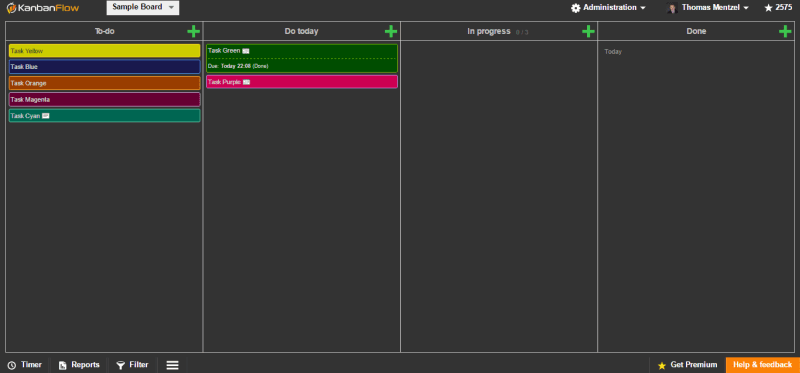 KanbanFlow
Sample Board
Administration
Thomas Mentzel
2575
To-do
Do today
In progress
Done
Task Yellow
Task Blue
Task Orange
Task Magenta
Task Cyan
Task Green
Due: Today 22:08 (Done)
Task Purple
Today
Timer
Reports
Filter
Get Premium
Help & feedback